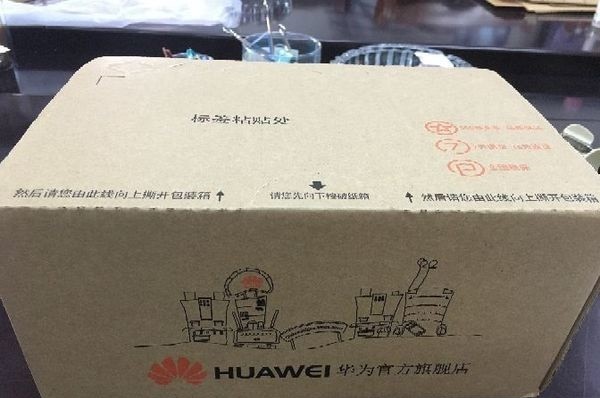 标签粘贴处
然后请您由此线向上撕开包装箱
请您先向下按破纸箱
然后请您由此线向上撕开包装箱
HUAWEI 华为官方旗舰店